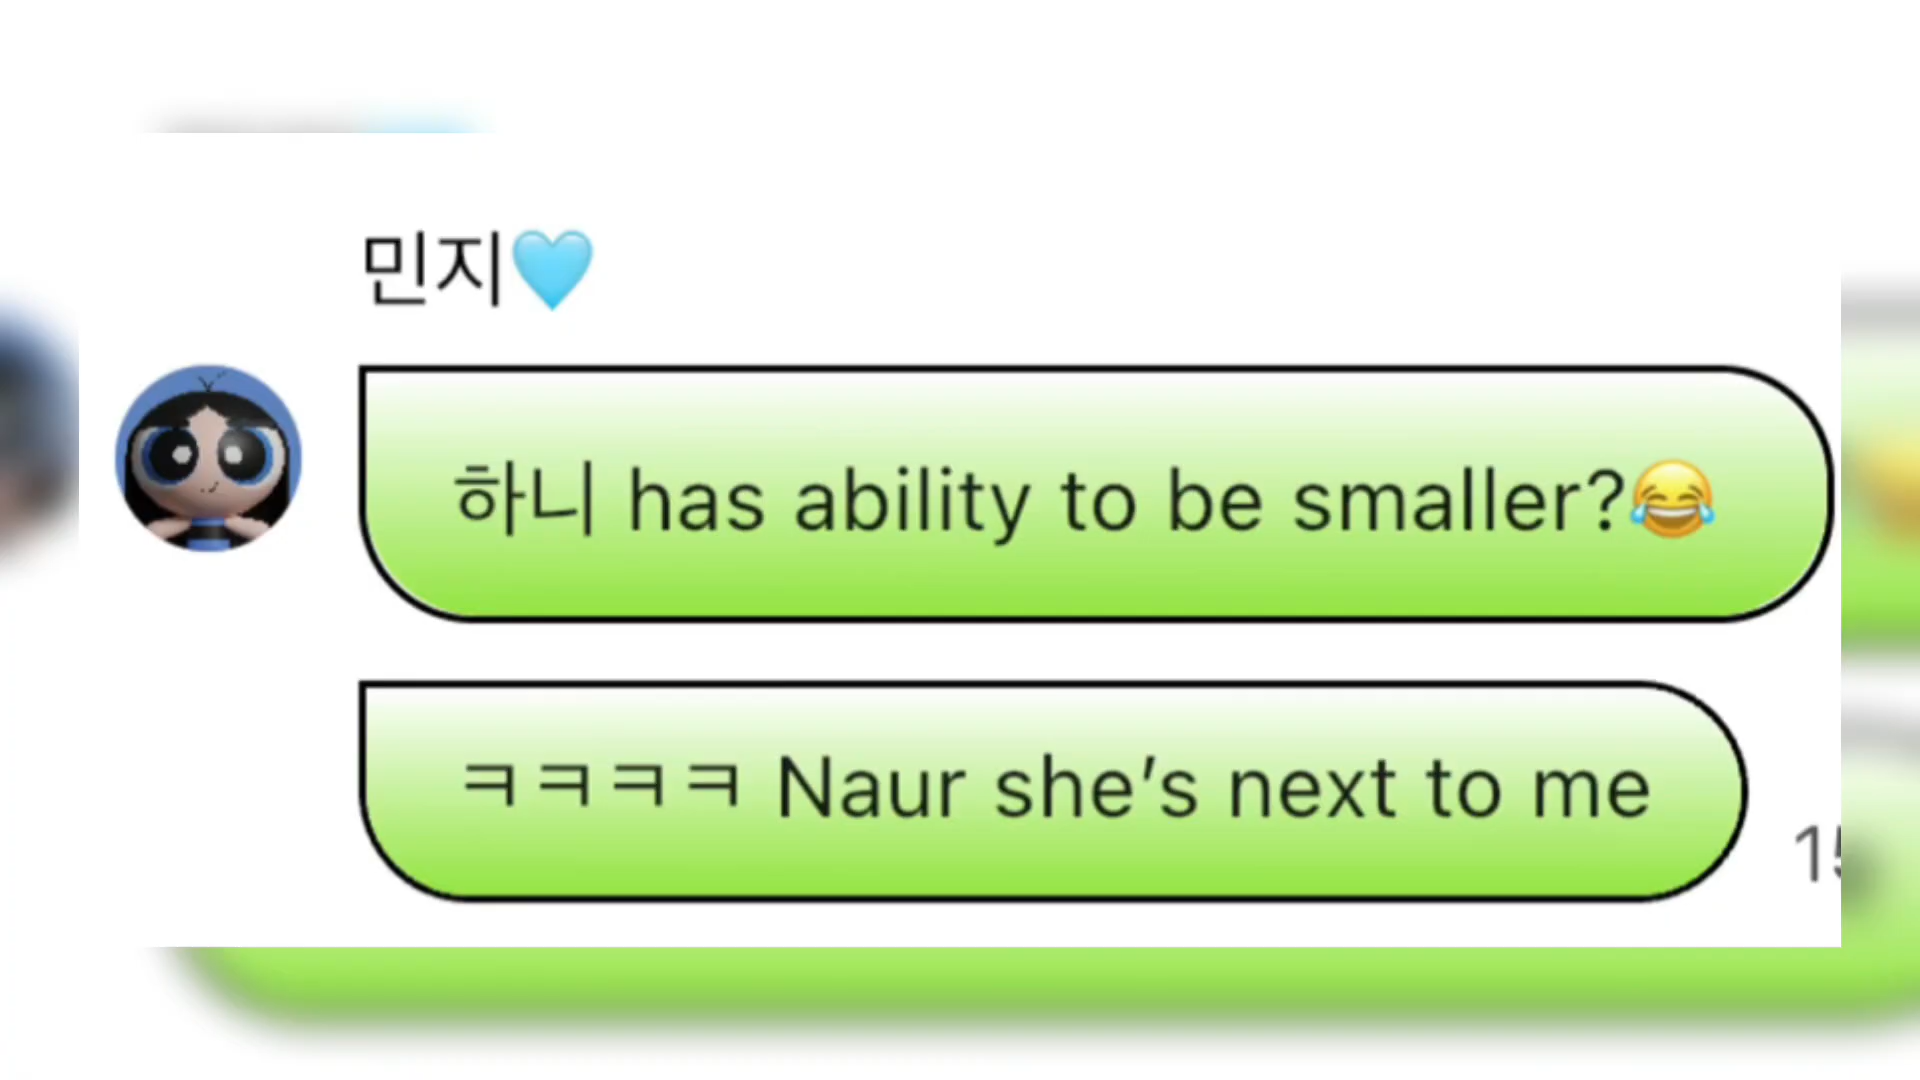 민지🩵
하니 has ability to be smaller?😂
ㅋㅋㅋㅋ Naur she’s next to me